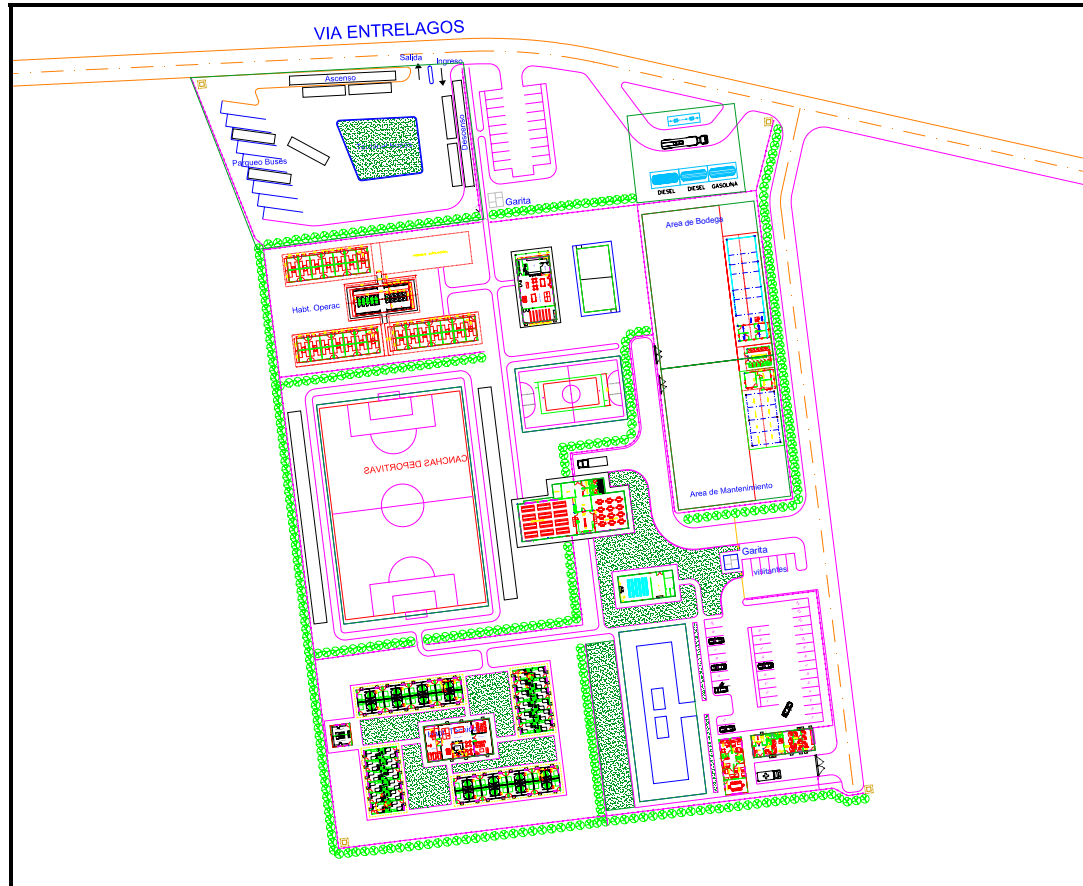 VIA ENTRELAGOS
Salida
Ingreso
Ascenso
Descenso
Parqueo Buses
Garita
DIESEL
DIESEL
GASOLINA
Area de Bodega
Habt. Operac
CANCHAS DEPORTIVAS
Area de Mantenimiento
Garita
visitantes